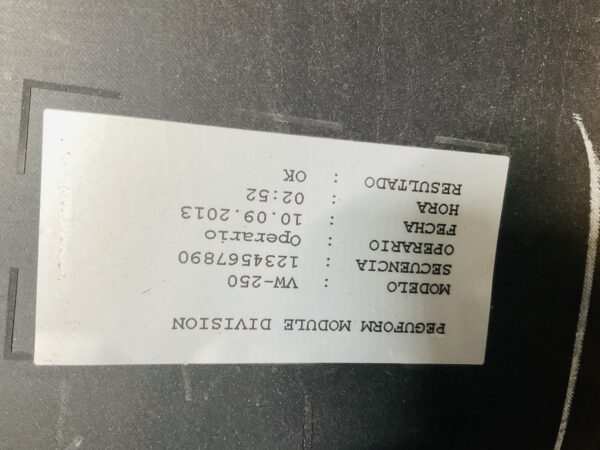 PEGUFORM MODULE DIVISION
MODELO : VW-250
SECUENCIA : 1234567890
OPERARIO : Operario
FECHA : 10.09.2013
HORA : 02:52
RESULTADO : OK